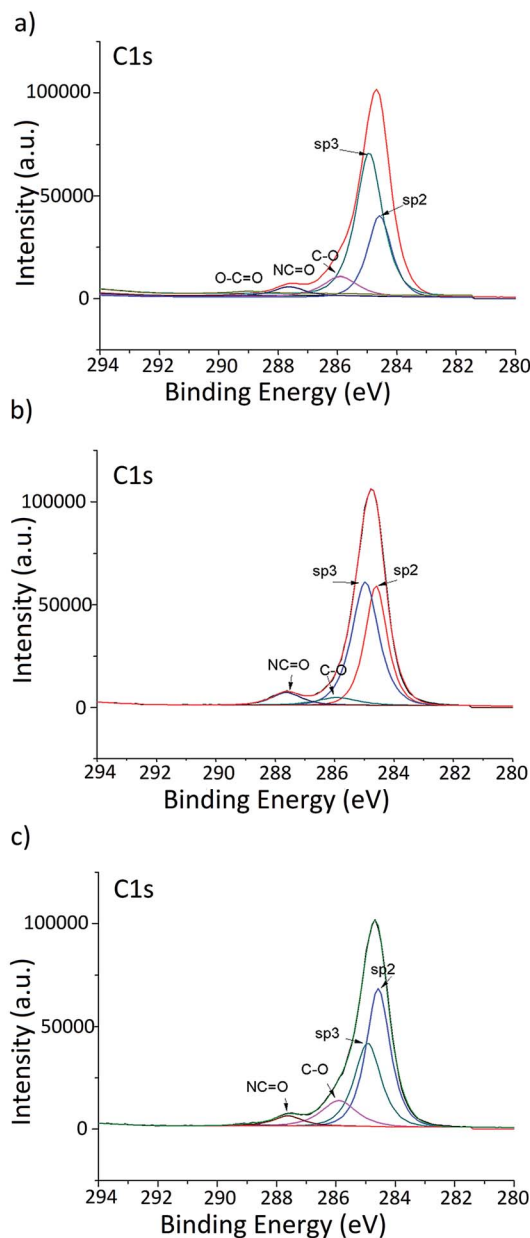 a)
C1s
100000
sp3
sp2
50000
C-O
NC=O
O-C=O
0
294 292 290 288 286 284 282 280
Intensity (a.u.)
Binding Energy (eV)
b)
C1s
100000
sp3
sp2
50000
NC=O
C-O
0
294 292 290 288 286 284 282 280
Intensity (a.u.)
Binding Energy (eV)
c)
C1s
100000
sp2
sp3
50000
C-O
NC=O
0
294 292 290 288 286 284 282 280
Intensity (a.u.)
Binding Energy (eV)